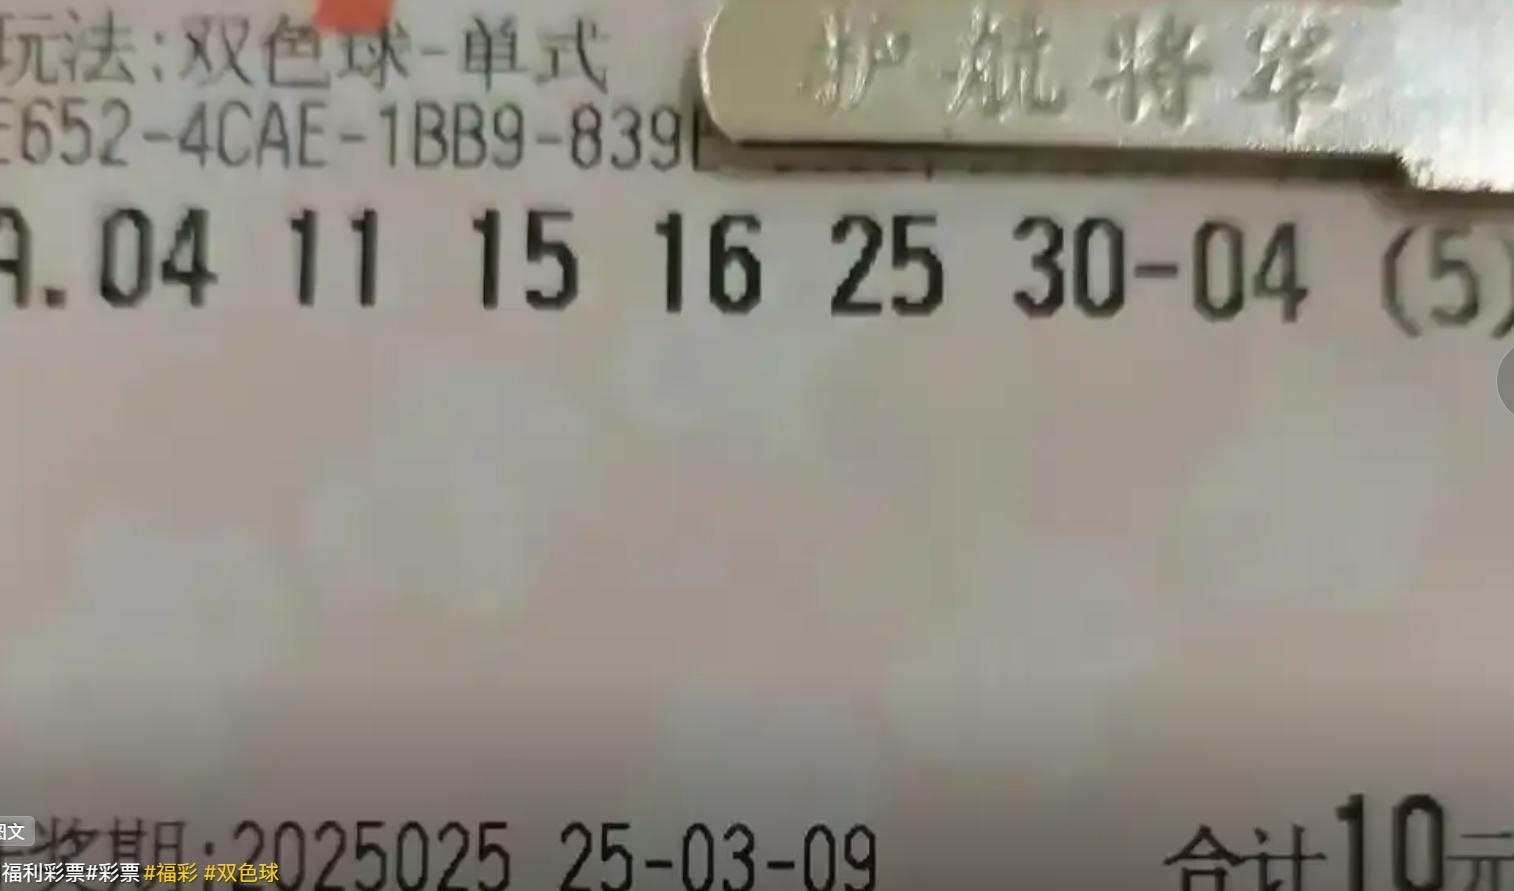 玩法:双色球-单式
护航将军
E652-4CAE-1BB9-839
A.04 11 15 16 25 30-04 (5)
奖期:2025025 25-03-09
合计10元
图文
福利彩票#彩票 #福彩 #双色球